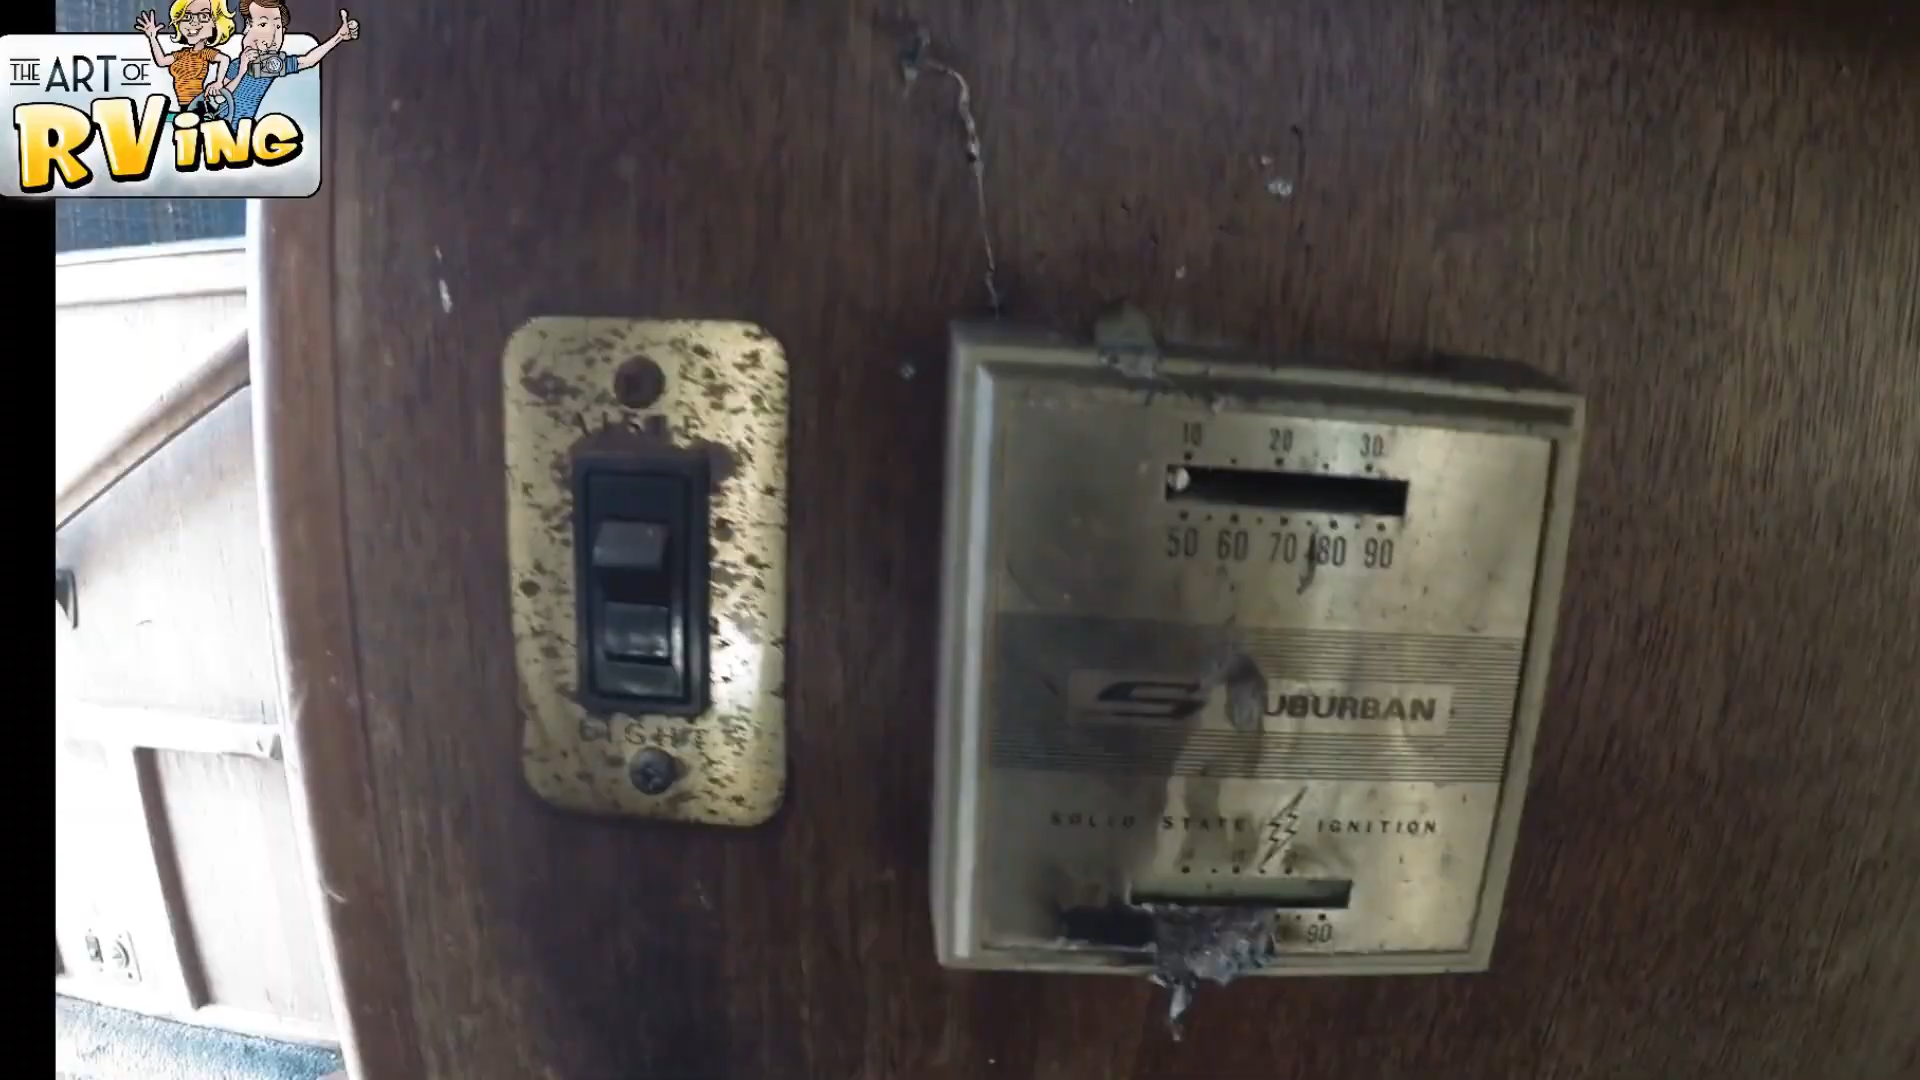 THE ART OF
RVING
AISLE
LIGHT
10 20 30
50 60 70 80 90
SUBURBAN
SOLID STATE IGNITION
90